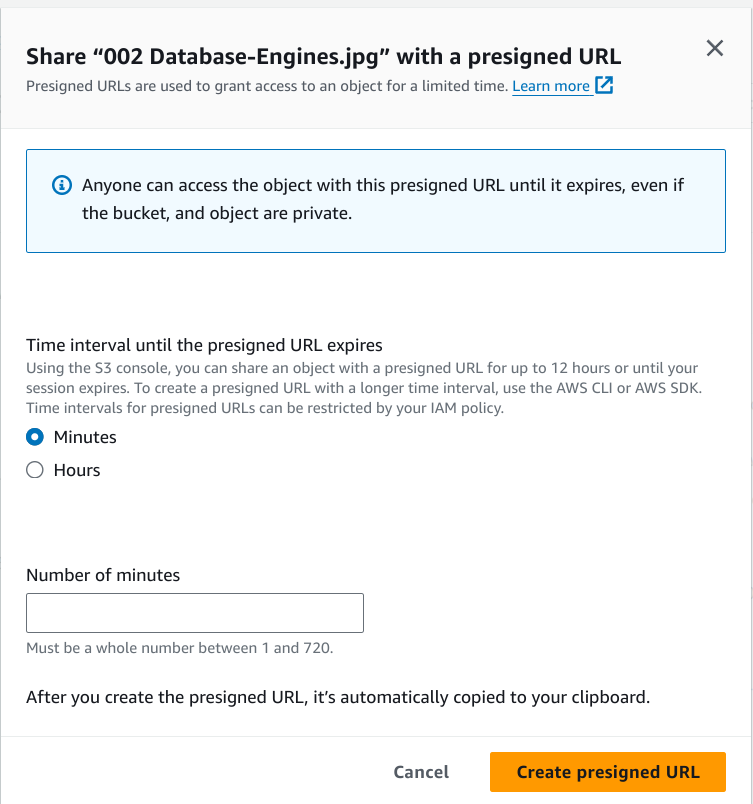 Share “002 Database-Engines.jpg” with a presigned URL
Presigned URLs are used to grant access to an object for a limited time. Learn more
Anyone can access the object with this presigned URL until it expires, even if
the bucket, and object are private.
Time interval until the presigned URL expires
Using the S3 console, you can share an object with a presigned URL for up to 12 hours or until your
session expires. To create a presigned URL with a longer time interval, use the AWS CLI or AWS SDK.
Time intervals for presigned URLs can be restricted by your IAM policy.
Minutes
Hours
Number of minutes
Must be a whole number between 1 and 720.
After you create the presigned URL, it’s automatically copied to your clipboard.
Cancel Create presigned URL